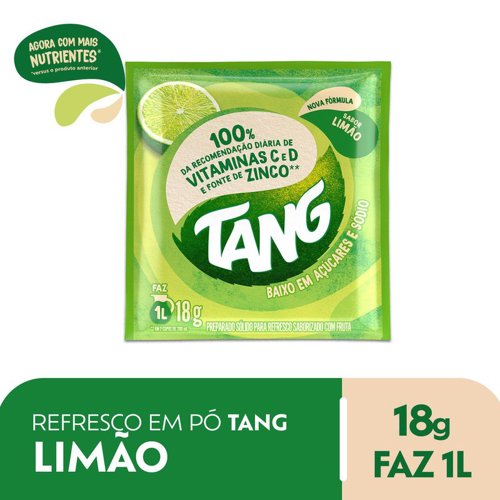 AGORA COM MAIS
NUTRIENTES*
*versus o produto anterior
NOVA FÓRMULA
SABOR
LIMÃO
100%
DA RECOMENDAÇÃO DIÁRIA DE
VITAMINAS C E D
E FONTE DE ZINCO**
TANG
BAIXO EM AÇÚCARES E SÓDIO
FAZ
1L
18g
PREPARADO SÓLIDO PARA REFRESCO SABORIZADO COM FRUTA
REFRESCO EM PÓ TANG
LIMÃO
18g
FAZ 1L